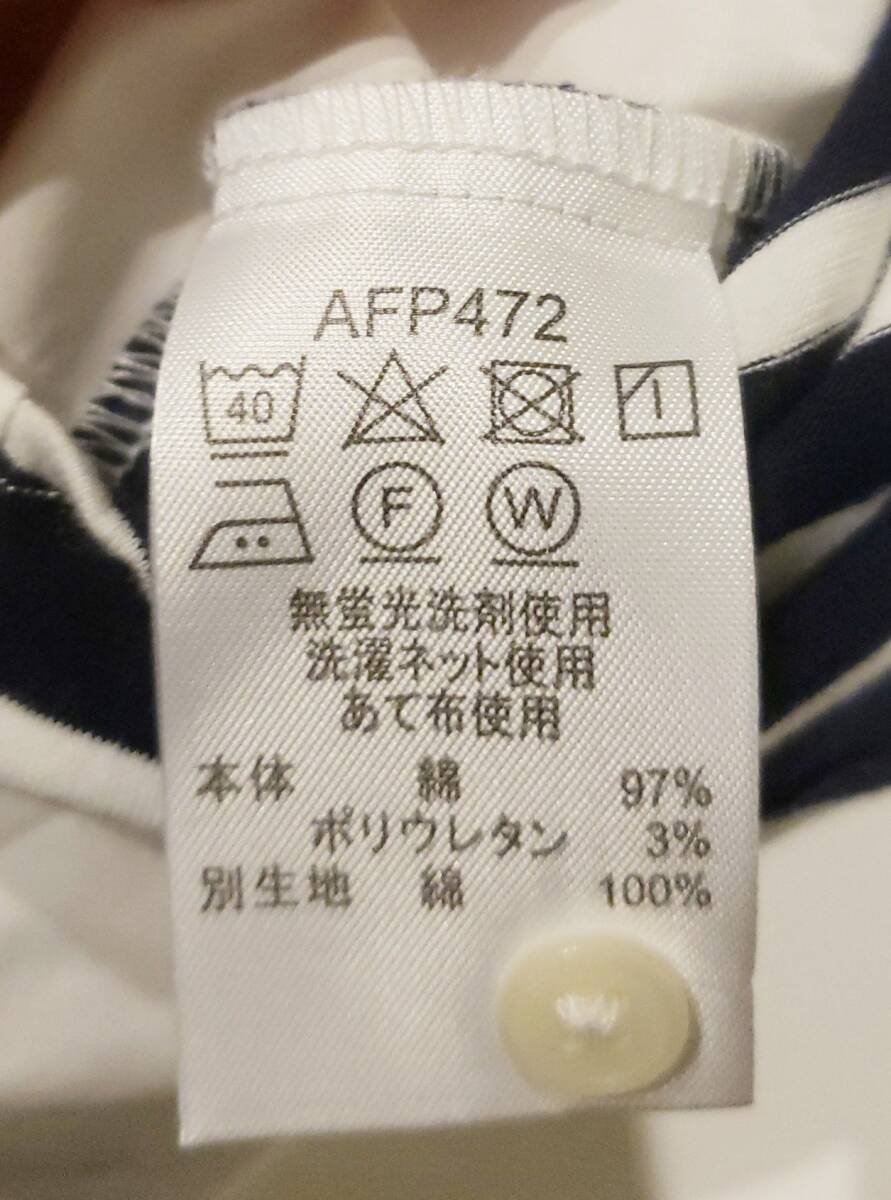 AFP472
40
F W
無蛍光洗剤使用
洗濯ネット使用
あて布使用
本体 綿 97%
ポリウレタン 3%
別生地 綿 100%